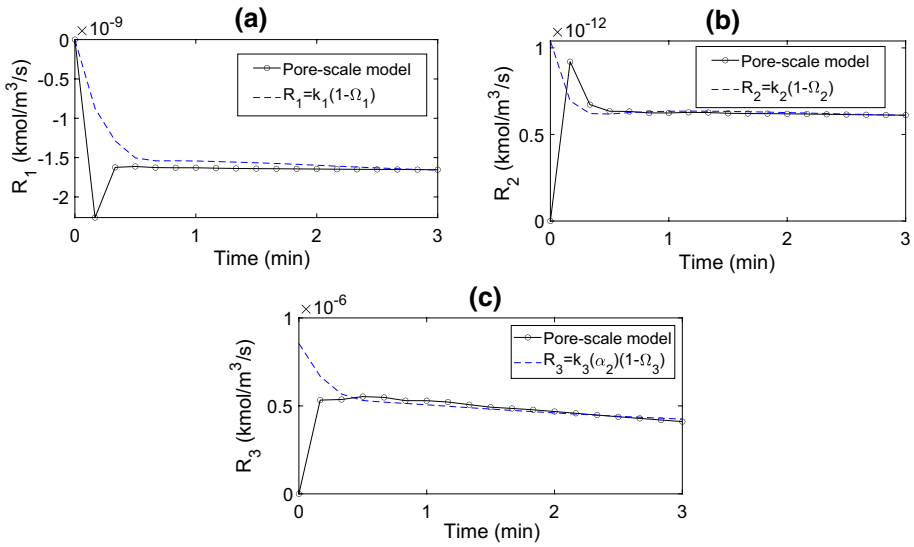 (a)
×10⁻⁹
0
-0.5
-1
-1.5
-2
R₁ (kmol/m³/s)
Pore-scale model
R₁=k₁(1-Ω₁)
0 1 2 3
Time (min)
(b)
×10⁻¹²
1
0.5
0
R₂ (kmol/m³/s)
Pore-scale model
R₂=k₂(1-Ω₂)
0 1 2 3
Time (min)
(c)
×10⁻⁶
1
0.5
0
R₃ (kmol/m³/s)
Pore-scale model
R₃=k₃(α₂)(1-Ω₃)
0 1 2 3
Time (min)